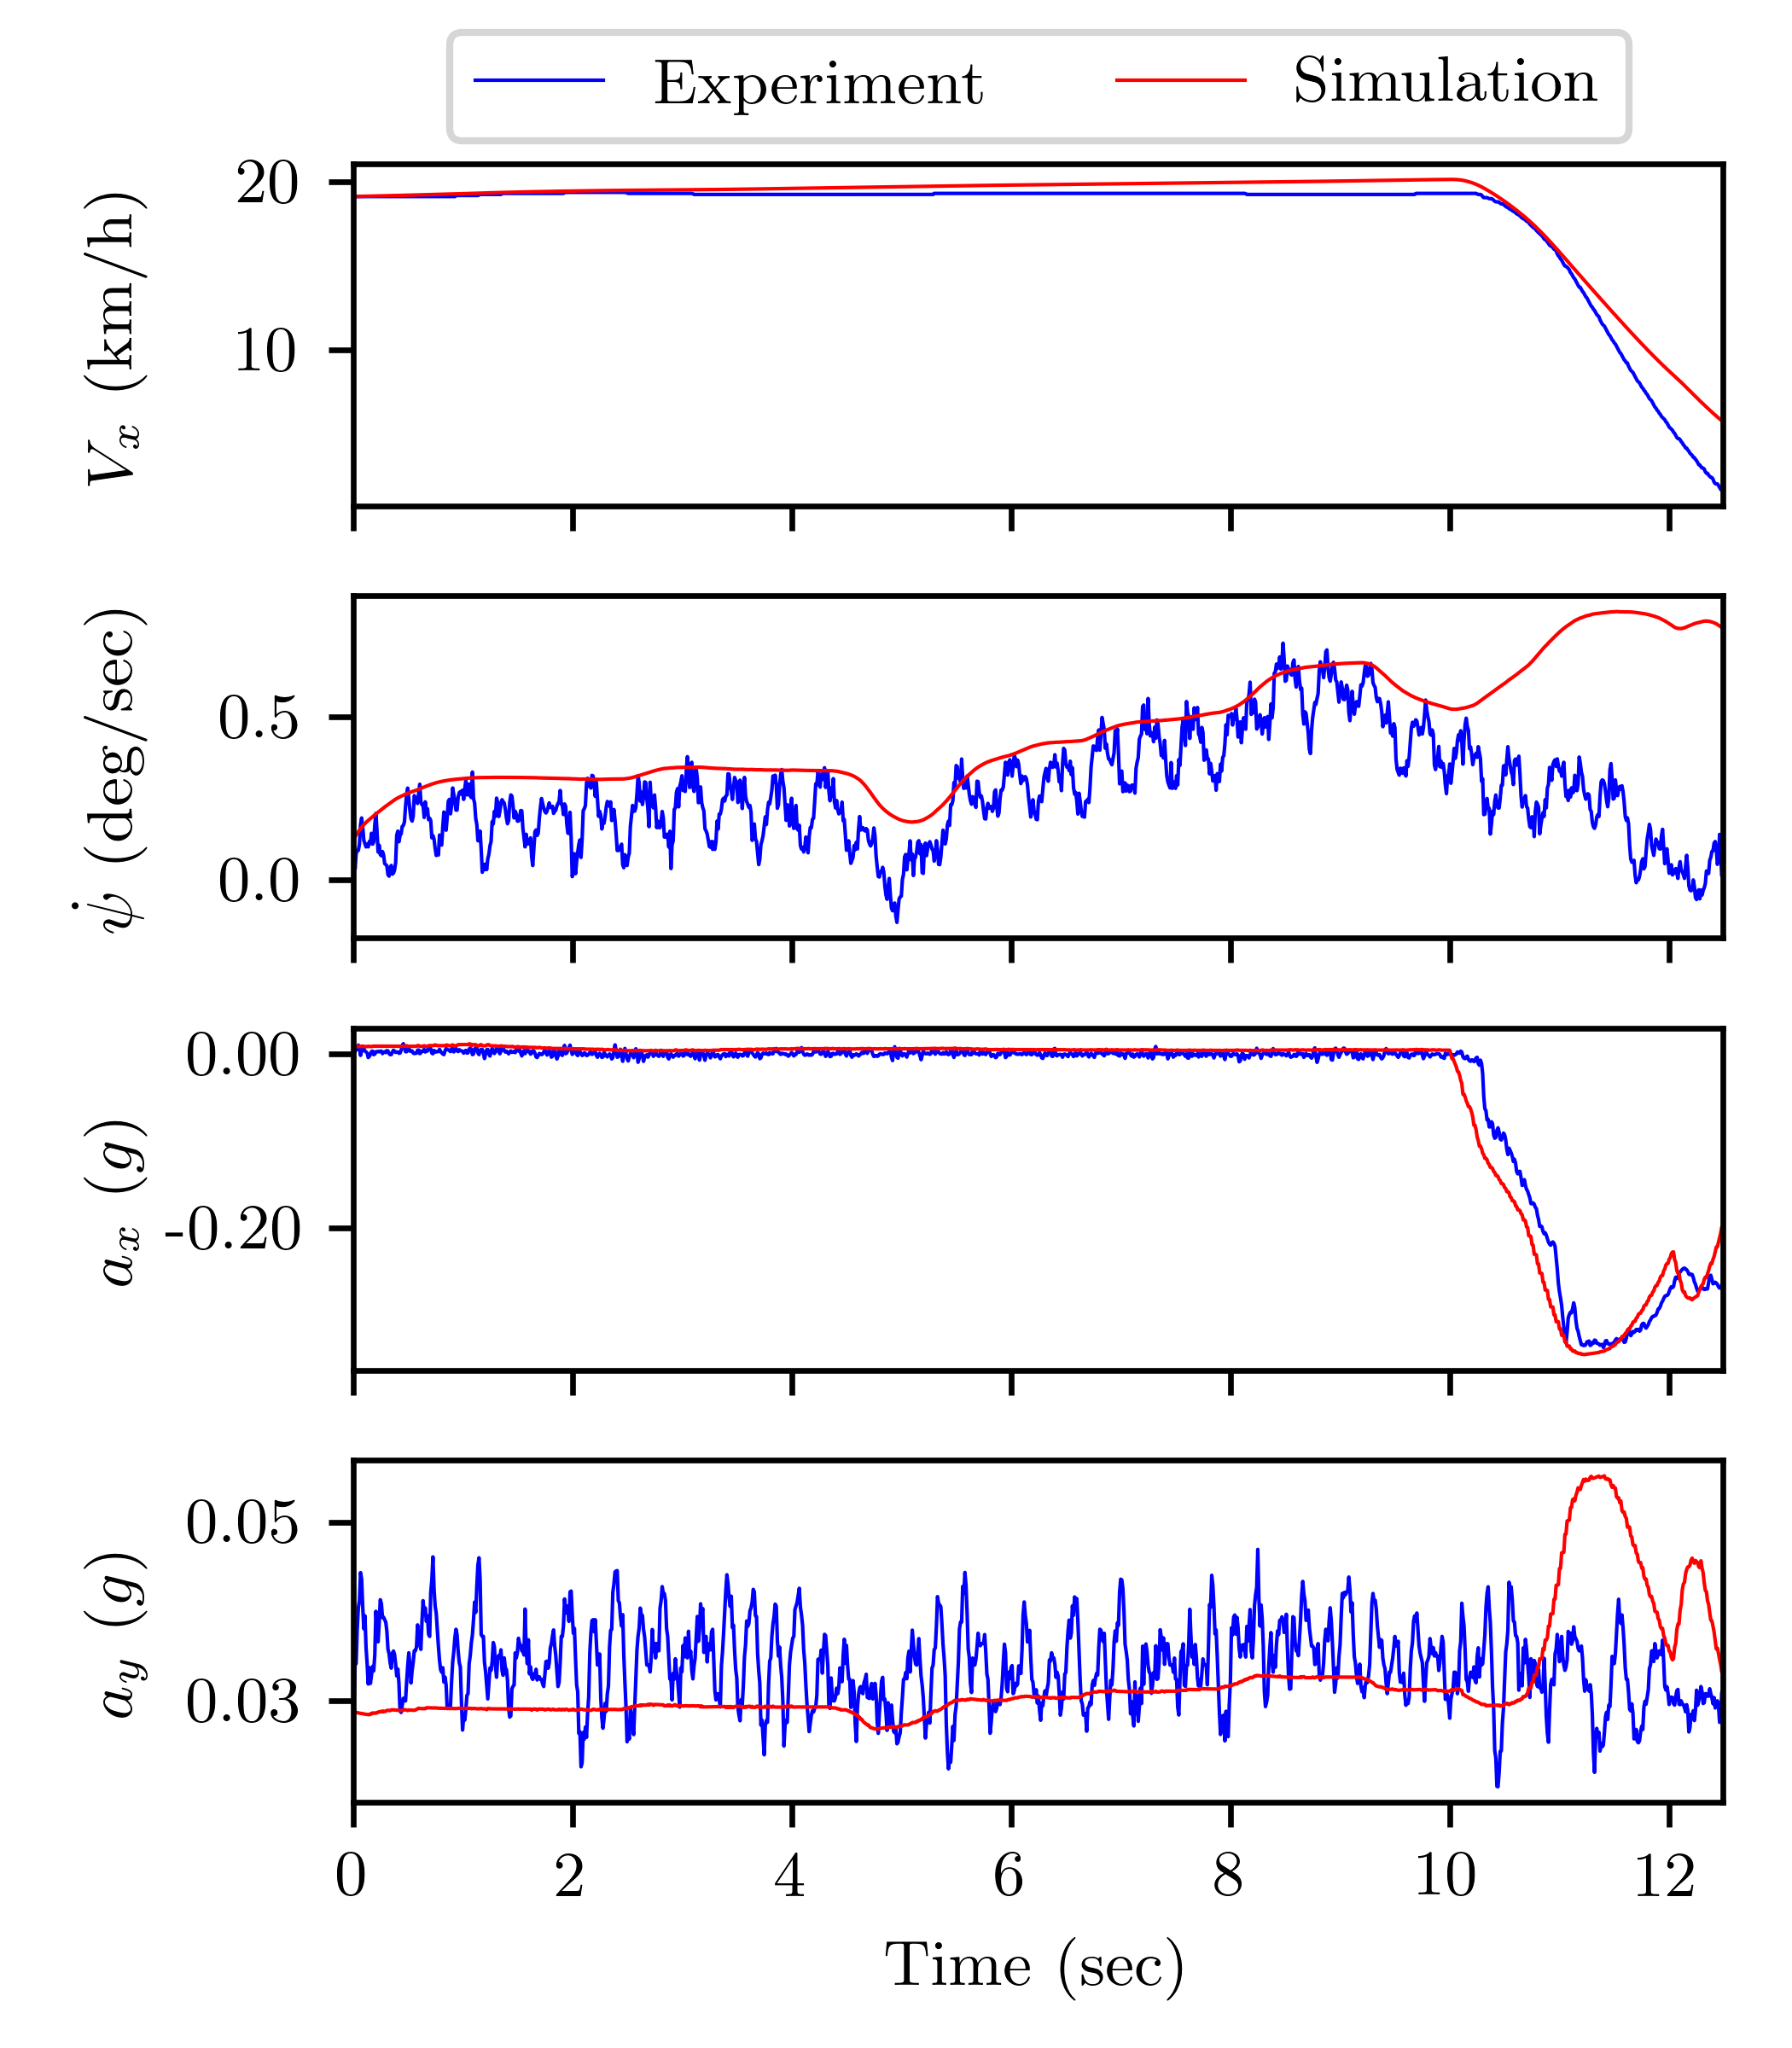 Experiment Simulation
20
10
V_x (km/h)
0.5
0.0
ψ̇ (deg/sec)
0.00
-0.20
a_x (g)
0.05
0.03
a_y (g)
0 2 4 6 8 10 12
Time (sec)